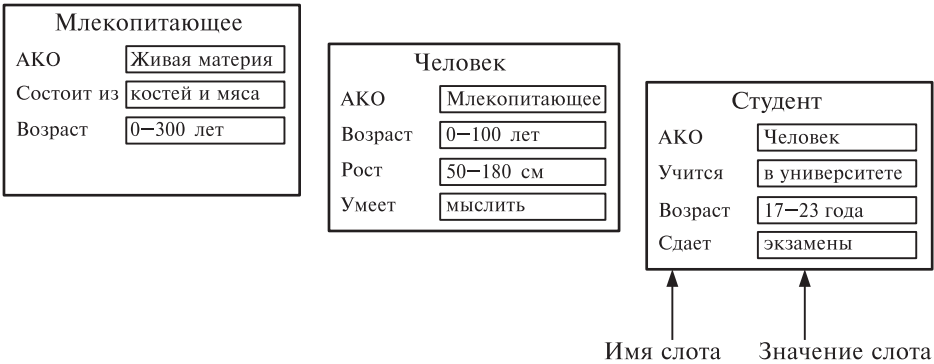 Млекопитающее
АКО Живая материя
Состоит из костей и мяса
Возраст 0—300 лет
Человек
АКО Млекопитающее
Возраст 0—100 лет
Рост 50—180 см
Умеет мыслить
Студент
АКО Человек
Учится в университете
Возраст 17—23 года
Сдает экзамены
Имя слота Значение слота